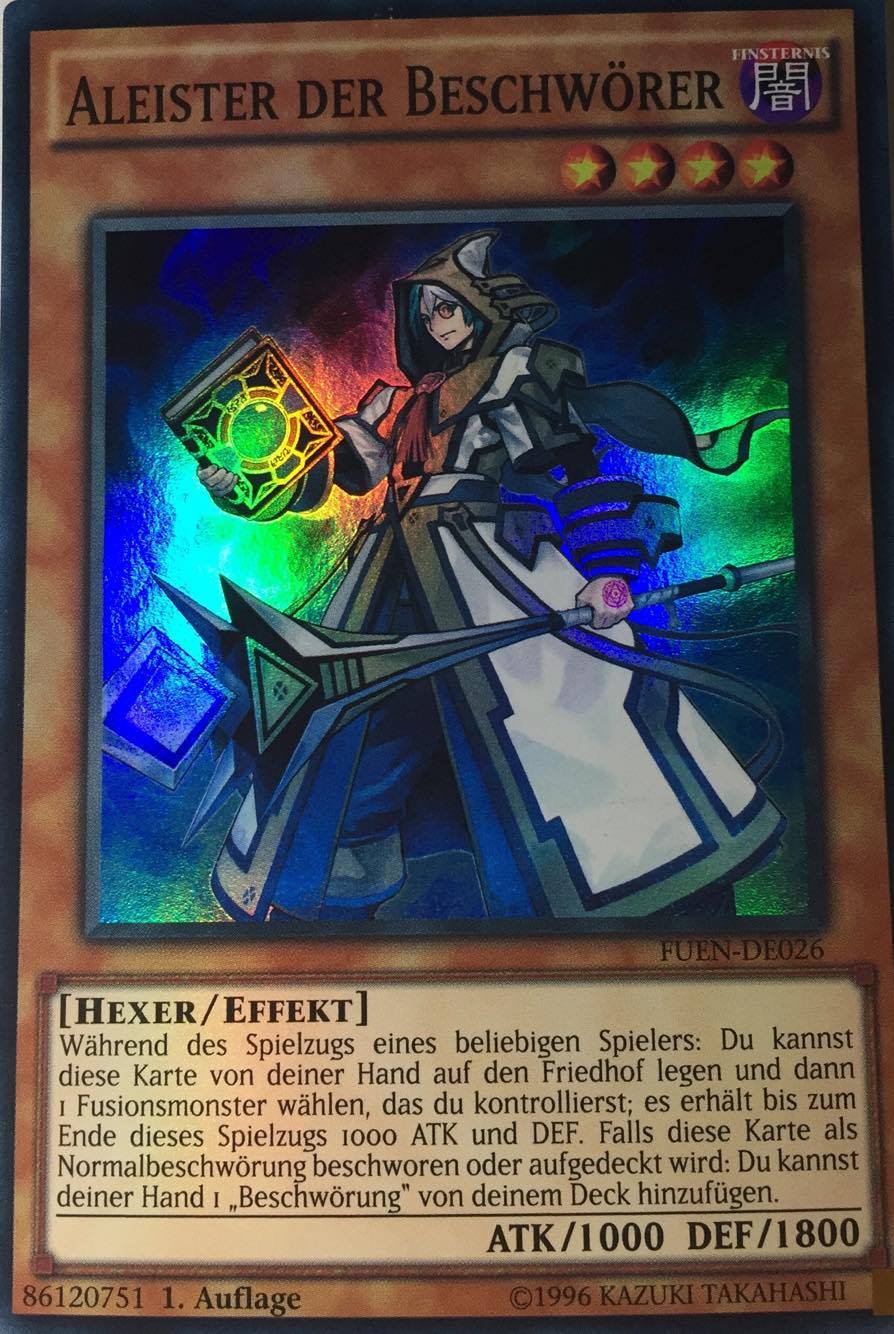 ALEISTER DER BESCHWÖRER
FINSTERNIS
闇
FUEN-DE026
[HEXER/EFFEKT]
Während des Spielzugs eines beliebigen Spielers: Du kannst
diese Karte von deiner Hand auf den Friedhof legen und dann
1 Fusionsmonster wählen, das du kontrollierst; es erhält bis zum
Ende dieses Spielzugs 1000 ATK und DEF. Falls diese Karte als
Normalbeschwörung beschworen oder aufgedeckt wird: Du kannst
deiner Hand 1 „Beschwörung" von deinem Deck hinzufügen.
ATK/1000 DEF/1800
86120751 1. Auflage
©1996 KAZUKI TAKAHASHI